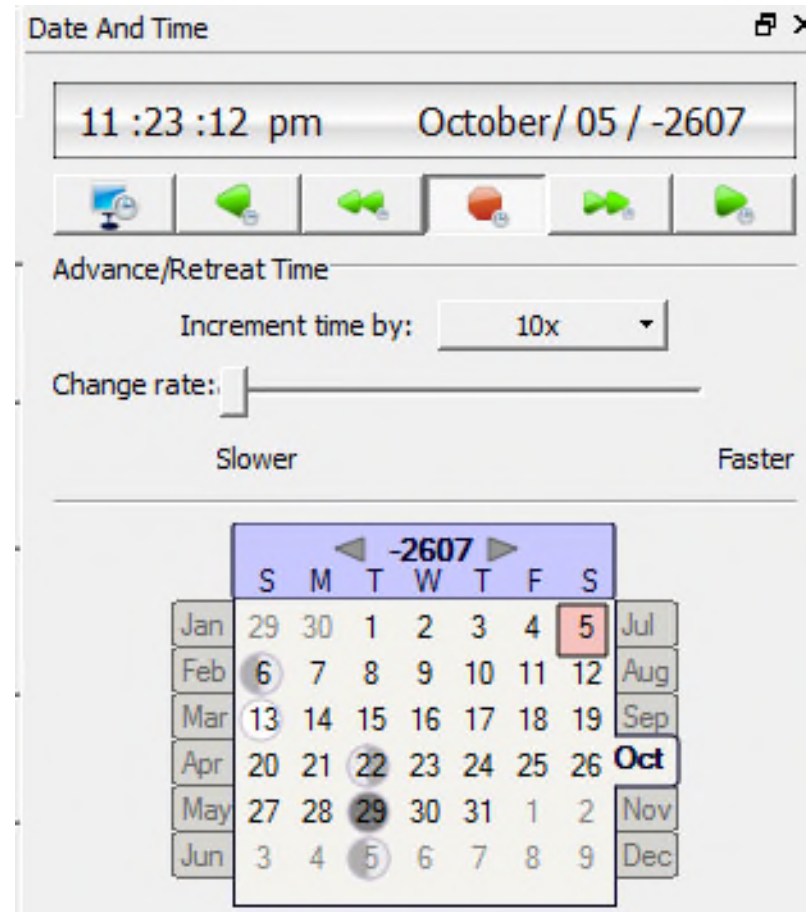 Date And Time
11 :23 :12 pm October/ 05 / -2607
Advance/Retreat Time
Increment time by: 10x
Change rate:
Slower Faster
-2607
S M T W T F S
Jan 29 30 1 2 3 4 5 Jul
Feb 6 7 8 9 10 11 12 Aug
Mar 13 14 15 16 17 18 19 Sep
Apr 20 21 22 23 24 25 26 Oct
May 27 28 29 30 31 1 2 Nov
Jun 3 4 5 6 7 8 9 Dec